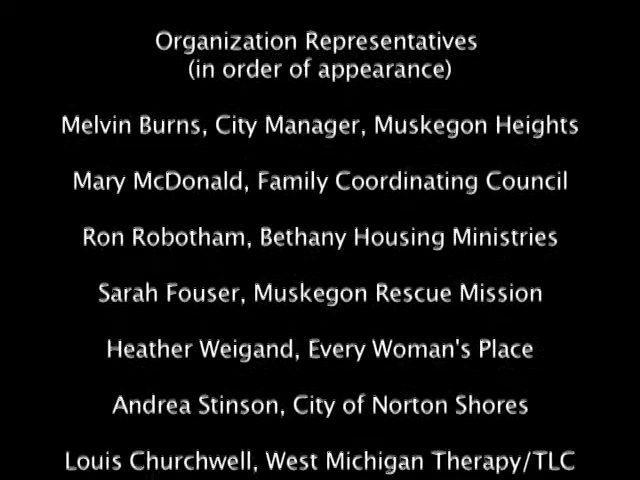 Organization Representatives
(in order of appearance)
Melvin Burns, City Manager, Muskegon Heights
Mary McDonald, Family Coordinating Council
Ron Robotham, Bethany Housing Ministries
Sarah Fouser, Muskegon Rescue Mission
Heather Weigand, Every Woman's Place
Andrea Stinson, City of Norton Shores
Louis Churchwell, West Michigan Therapy/TLC